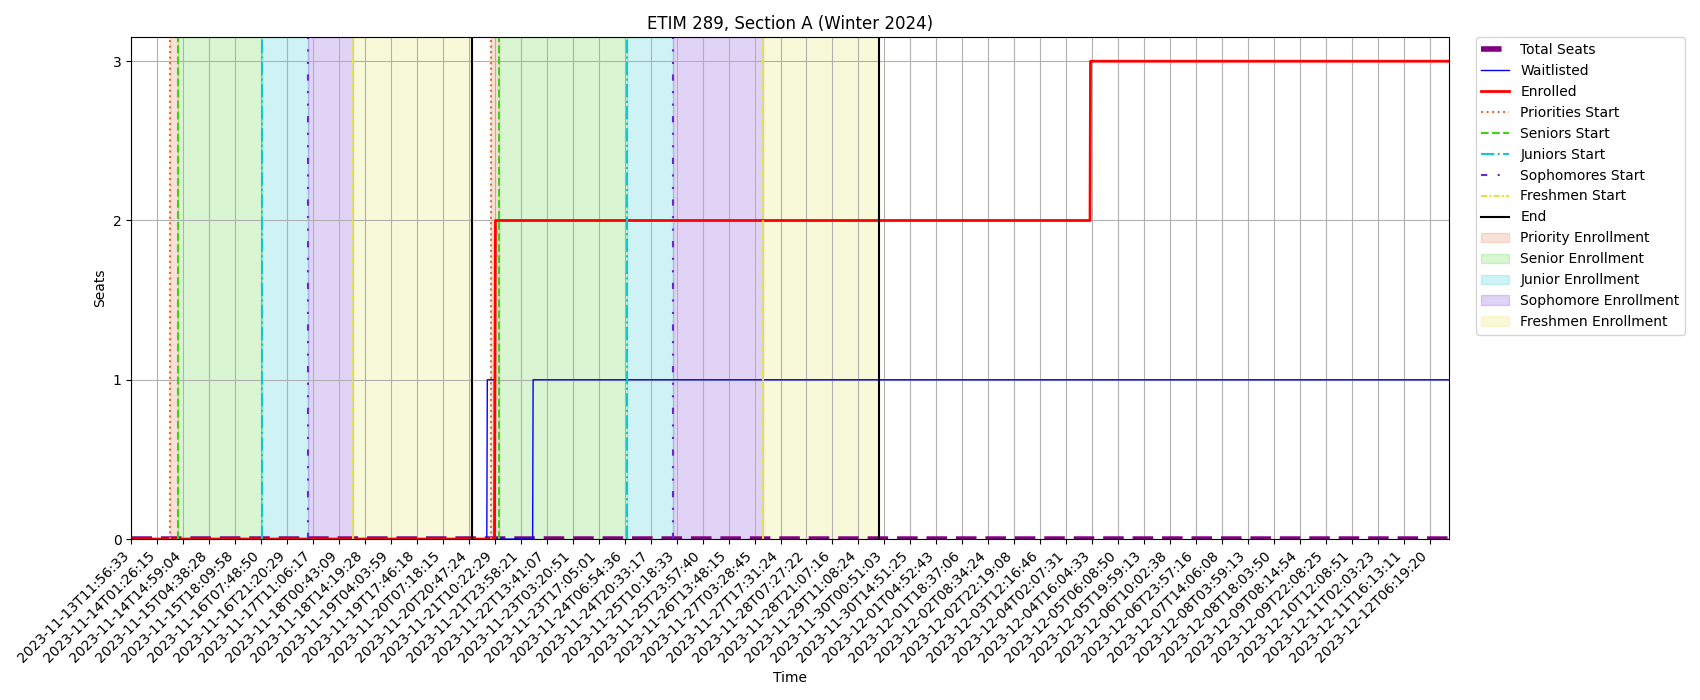 ETIM 289, Section A (Winter 2024)
Seats
3
2
1
0
2023-11-13T11:56:33
2023-11-14T01:26:15
2023-11-14T14:59:04
2023-11-15T04:38:28
2023-11-15T18:09:58
2023-11-16T07:48:50
2023-11-16T21:20:29
2023-11-17T11:06:17
2023-11-18T00:43:09
2023-11-18T14:19:28
2023-11-19T04:03:59
2023-11-19T17:46:18
2023-11-20T07:18:15
2023-11-20T20:47:24
2023-11-21T10:22:29
2023-11-21T23:58:21
2023-11-22T13:41:07
2023-11-23T03:20:51
2023-11-23T17:05:01
2023-11-24T06:54:36
2023-11-24T20:33:17
2023-11-25T10:18:33
2023-11-25T23:57:40
2023-11-26T13:48:15
2023-11-27T03:28:45
2023-11-27T17:31:24
2023-11-28T07:27:22
2023-11-28T21:07:16
2023-11-29T11:08:24
2023-11-30T00:51:03
2023-11-30T14:51:25
2023-12-01T04:52:43
2023-12-01T18:37:06
2023-12-02T08:34:24
2023-12-02T22:19:08
2023-12-03T12:16:46
2023-12-04T02:07:31
2023-12-04T16:04:33
2023-12-05T06:08:50
2023-12-05T19:59:13
2023-12-06T10:02:38
2023-12-06T23:57:16
2023-12-07T14:06:08
2023-12-08T03:59:13
2023-12-08T18:03:50
2023-12-09T08:14:54
2023-12-09T22:08:25
2023-12-10T12:08:51
2023-12-11T02:03:23
2023-12-11T16:13:11
2023-12-12T06:19:20
Time
Total Seats
Waitlisted
Enrolled
Priorities Start
Seniors Start
Juniors Start
Sophomores Start
Freshmen Start
End
Priority Enrollment
Senior Enrollment
Junior Enrollment
Sophomore Enrollment
Freshmen Enrollment